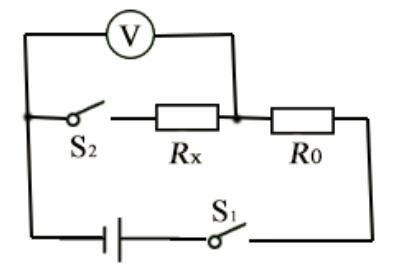 V
S₂ Rx R0
S₁